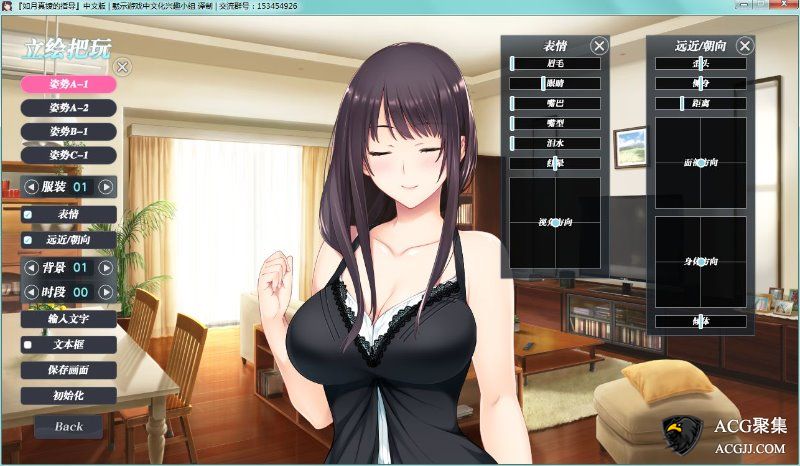 『如月真绫的指导』中文版 | 默示游戏中文化兴趣小组 译制 | 交流群号：153454926
立绘把玩
姿势A-1
姿势A-2
姿势B-1
姿势C-1
服装 01
表情
远近/朝向
背景 01
时段 00
输入文字
文本框
保存画面
初始化
Back
表情
眉毛
眼睛
嘴巴
嘴型
泪水
红晕
视角方向
远近/朝向
歪头
侧身
距离
面部方向
身体方向
ACG聚集
ACGJJ.COM